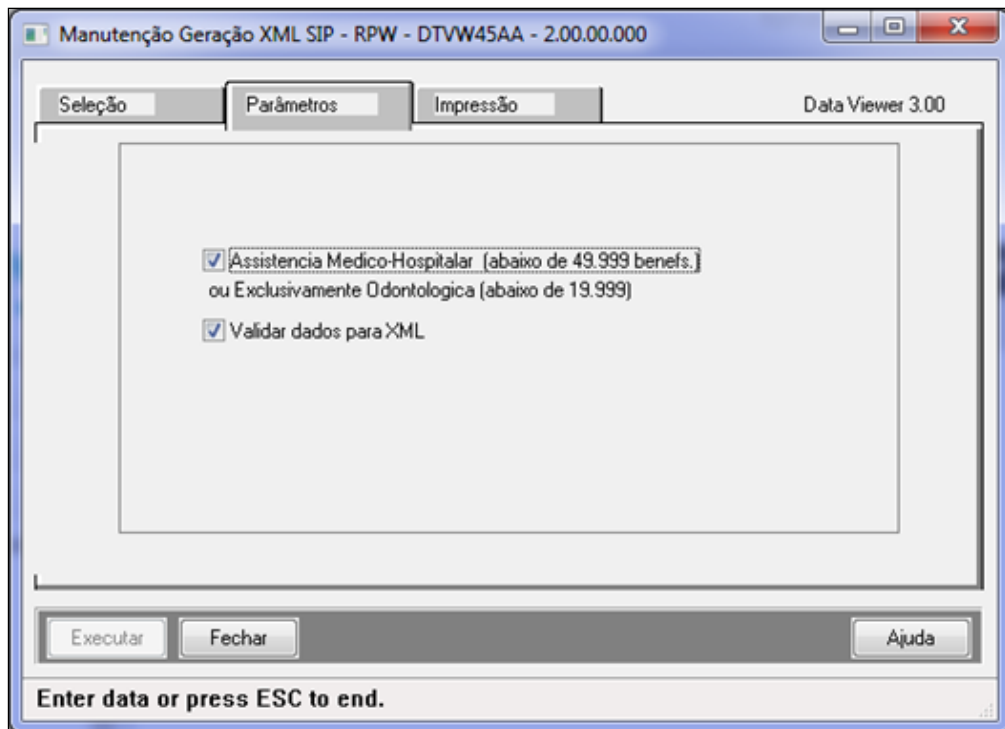 Manutenção Geração XML SIP - RPW - DTVW45AA - 2.00.00.000
Seleção Parâmetros Impressão Data Viewer 3.00
Assistencia Medico-Hospitalar (abaixo de 49.999 benefs.)
ou Exclusivamente Odontologica (abaixo de 19.999)
Validar dados para XML
Executar Fechar Ajuda
Enter data or press ESC to end.